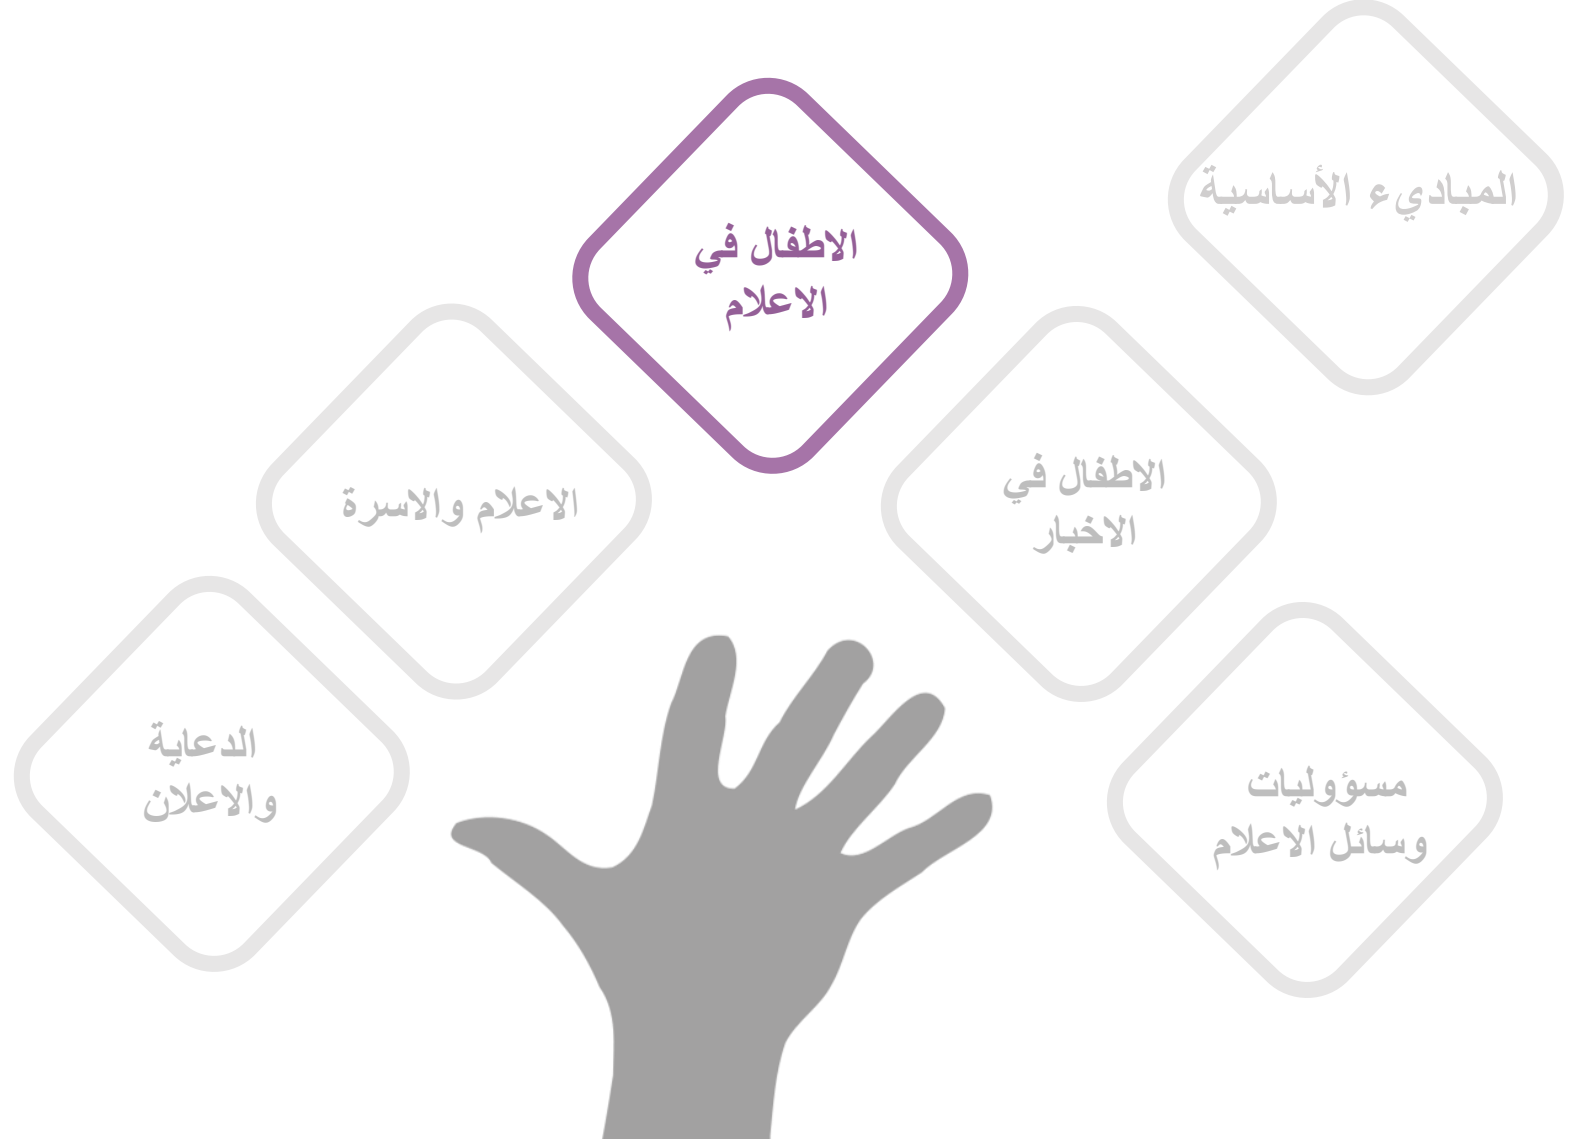 المباديء الأساسية
الاطفال في
الاعلام
الاطفال في
الاخبار
الاعلام والاسرة
مسؤوليات
وسائل الاعلام
الدعاية
والاعلان